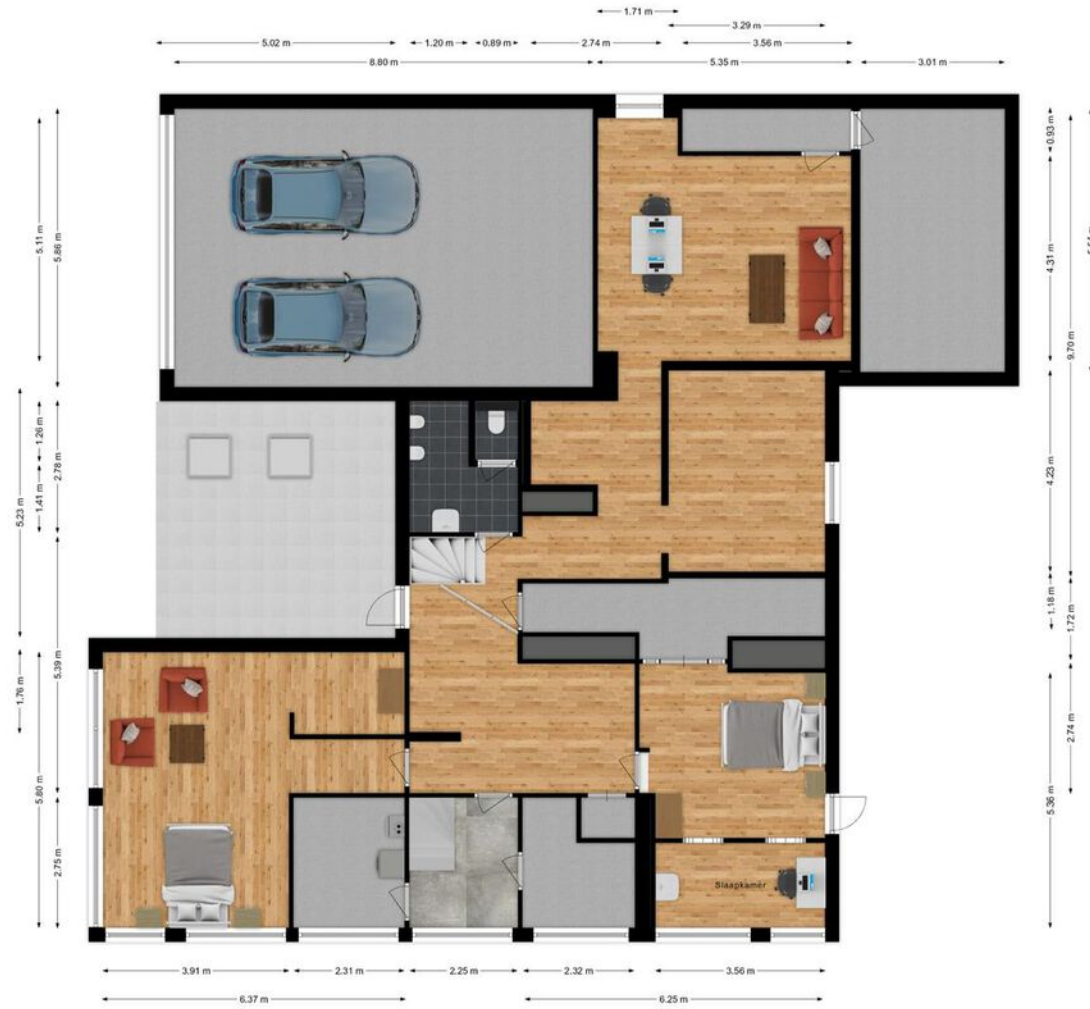 1.71 m
3.29 m
5.02 m
1.20 m
0.89 m
2.74 m
3.56 m
8.80 m
5.35 m
3.01 m
5.11 m
5.86 m
0.93 m
4.31 m
9.70 m
5.23 m
1.26 m
1.41 m
2.78 m
4.23 m
1.18 m
1.72 m
5.39 m
1.76 m
5.80 m
2.75 m
2.74 m
5.36 m
Slaapkamer
3.91 m
2.31 m
2.25 m
2.32 m
3.56 m
6.37 m
6.25 m